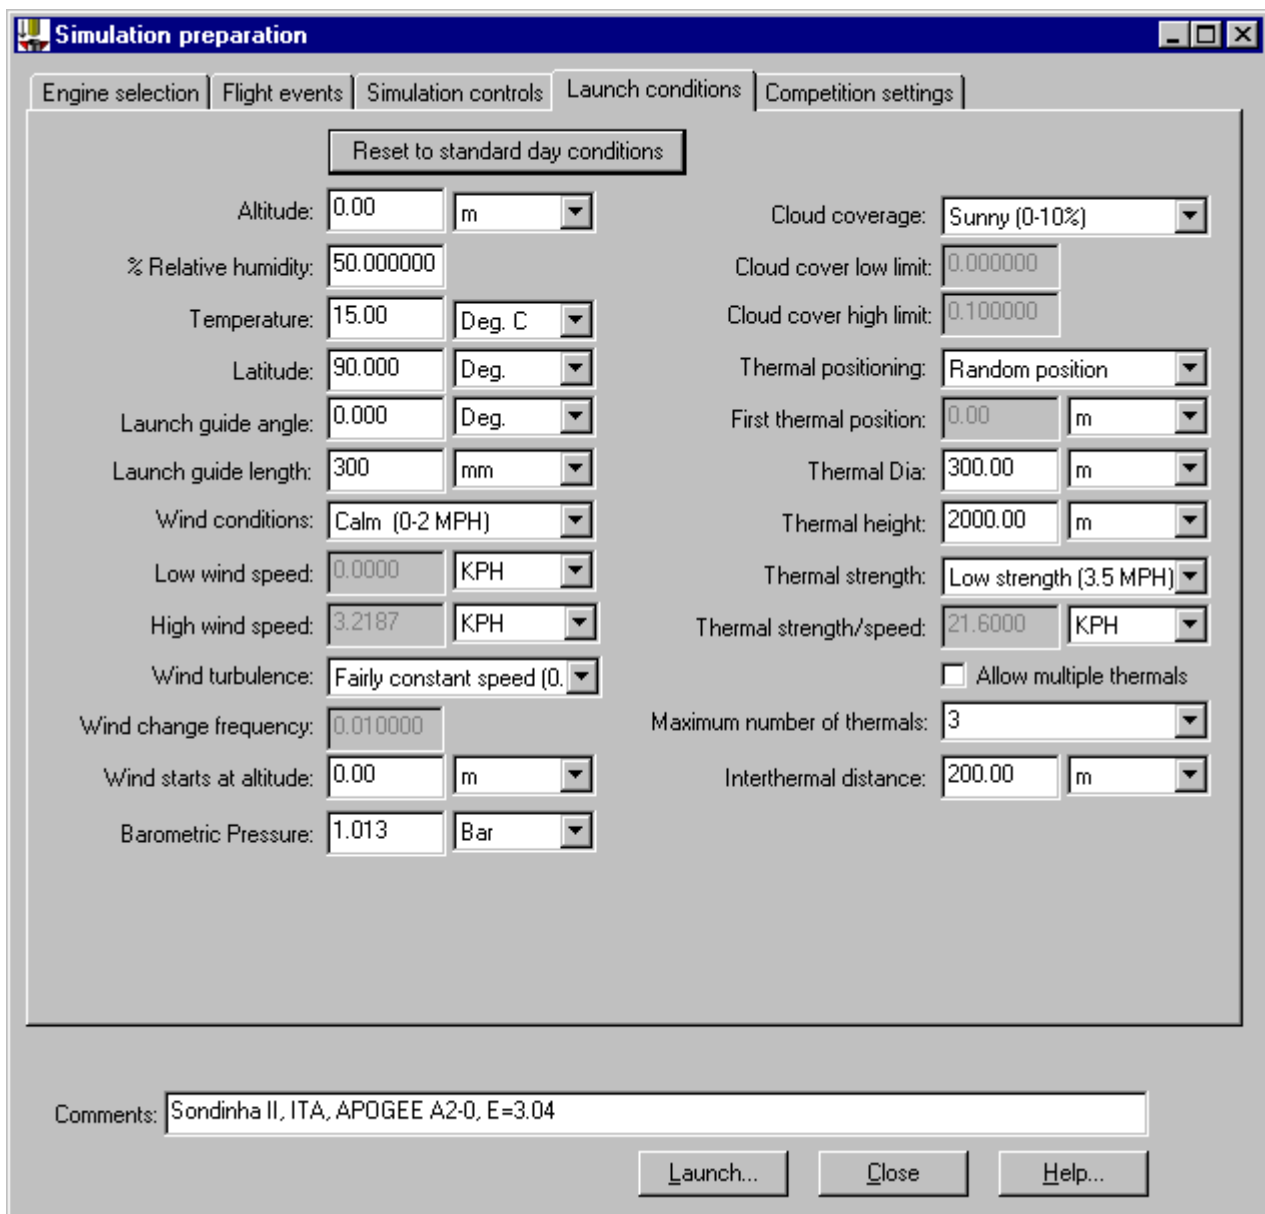 Simulation preparation
Engine selection Flight events Simulation controls Launch conditions Competition settings
Reset to standard day conditions
Altitude: 0.00 m
% Relative humidity: 50.000000
Temperature: 15.00 Deg. C
Latitude: 90.000 Deg.
Launch guide angle: 0.000 Deg.
Launch guide length: 300 mm
Wind conditions: Calm (0-2 MPH)
Low wind speed: 0.0000 KPH
High wind speed: 3.2187 KPH
Wind turbulence: Fairly constant speed (0.
Wind change frequency: 0.010000
Wind starts at altitude: 0.00 m
Barometric Pressure: 1.013 Bar
Cloud coverage: Sunny (0-10%)
Cloud cover low limit: 0.000000
Cloud cover high limit: 0.100000
Thermal positioning: Random position
First thermal position: 0.00 m
Thermal Dia: 300.00 m
Thermal height: 2000.00 m
Thermal strength: Low strength (3.5 MPH)
Thermal strength/speed: 21.6000 KPH
Allow multiple thermals
Maximum number of thermals: 3
Interthermal distance: 200.00 m
Comments: Sondinha II, ITA, APOGEE A2-0, E=3.04
Launch... Close Help...